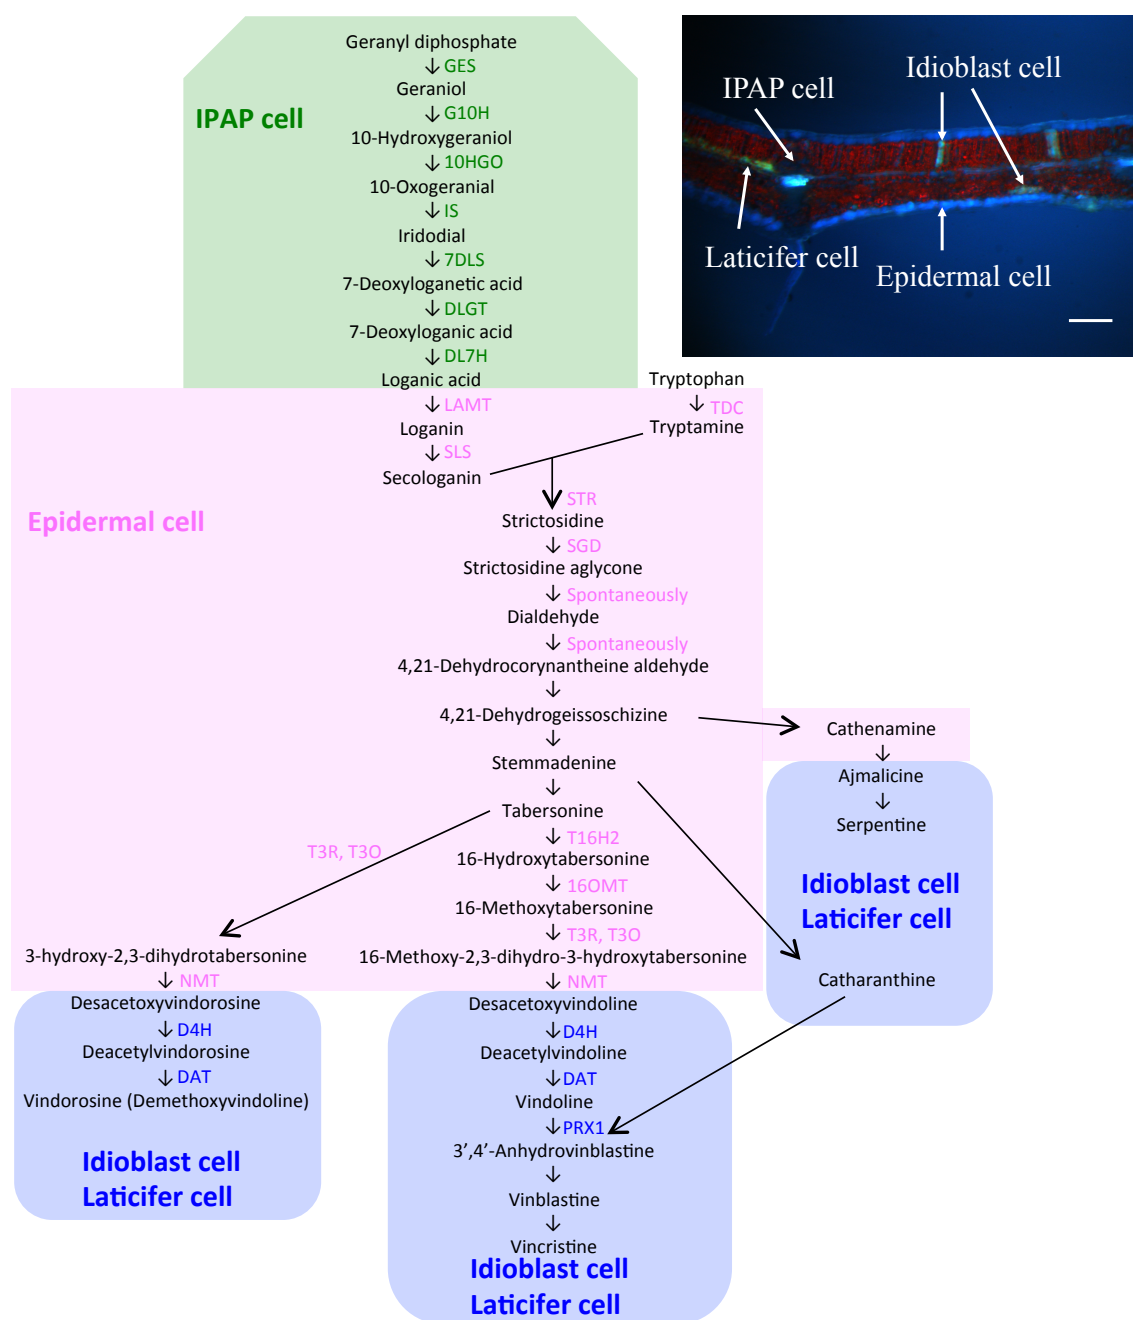 Geranyl diphosphate
↓ GES
Geraniol
↓ G10H
10-Hydroxygeraniol
↓ 10HGO
10-Oxogeranial
↓ IS
Iridodial
↓ 7DLS
7-Deoxyloganetic acid
↓ DLGT
7-Deoxyloganic acid
↓ DL7H
Loganic acid
IPAP cell
IPAP cell
Idioblast cell
Laticifer cell
Epidermal cell
↓ LAMT
Loganin
↓ SLS
Secologanin
Tryptophan
↓ TDC
Tryptamine
Epidermal cell
STR
Strictosidine
↓ SGD
Strictosidine aglycone
↓ Spontaneously
Dialdehyde
↓ Spontaneously
4,21-Dehydrocorynantheine aldehyde
↓
4,21-Dehydrogeissoschizine
↓
Stemmadenine
↓
Tabersonine
↓ T16H2
16-Hydroxytabersonine
↓ 16OMT
16-Methoxytabersonine
↓ T3R, T3O
16-Methoxy-2,3-dihydro-3-hydroxytabersonine
↓ NMT
Cathenamine
↓
Ajmalicine
↓
Serpentine
Idioblast cell
Laticifer cell
Catharanthine
T3R, T3O
3-hydroxy-2,3-dihydrotabersonine
↓ NMT
Desacetoxyvindorosine
↓ D4H
Deacetylvindorosine
↓ DAT
Vindorosine (Demethoxyvindoline)
Idioblast cell
Laticifer cell
Desacetoxyvindoline
↓ D4H
Deacetylvindoline
↓ DAT
Vindoline
↓ PRX1
3’,4’-Anhydrovinblastine
↓
Vinblastine
↓
Vincristine
Idioblast cell
Laticifer cell